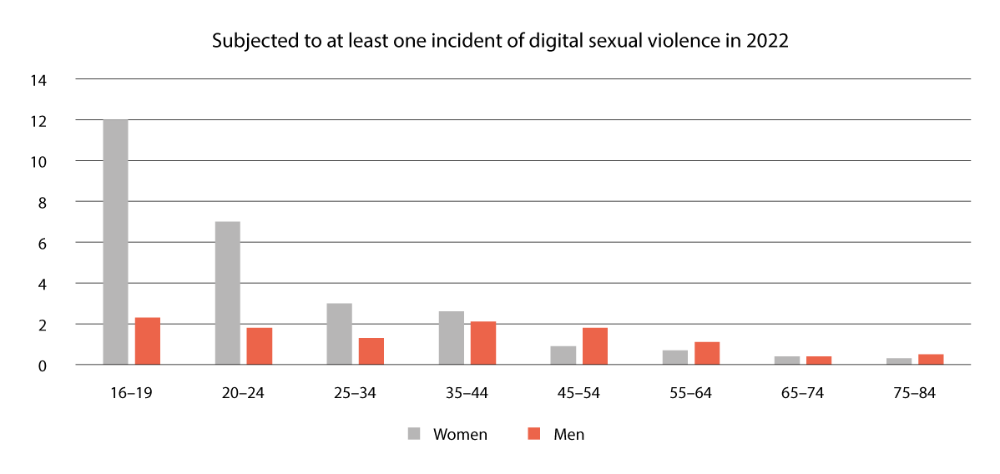 Subjected to at least one incident of digital sexual violence in 2022
14
12
10
8
6
4
2
0
16–19 20–24 25–34 35–44 45–54 55–64 65–74 75–84
Women Men